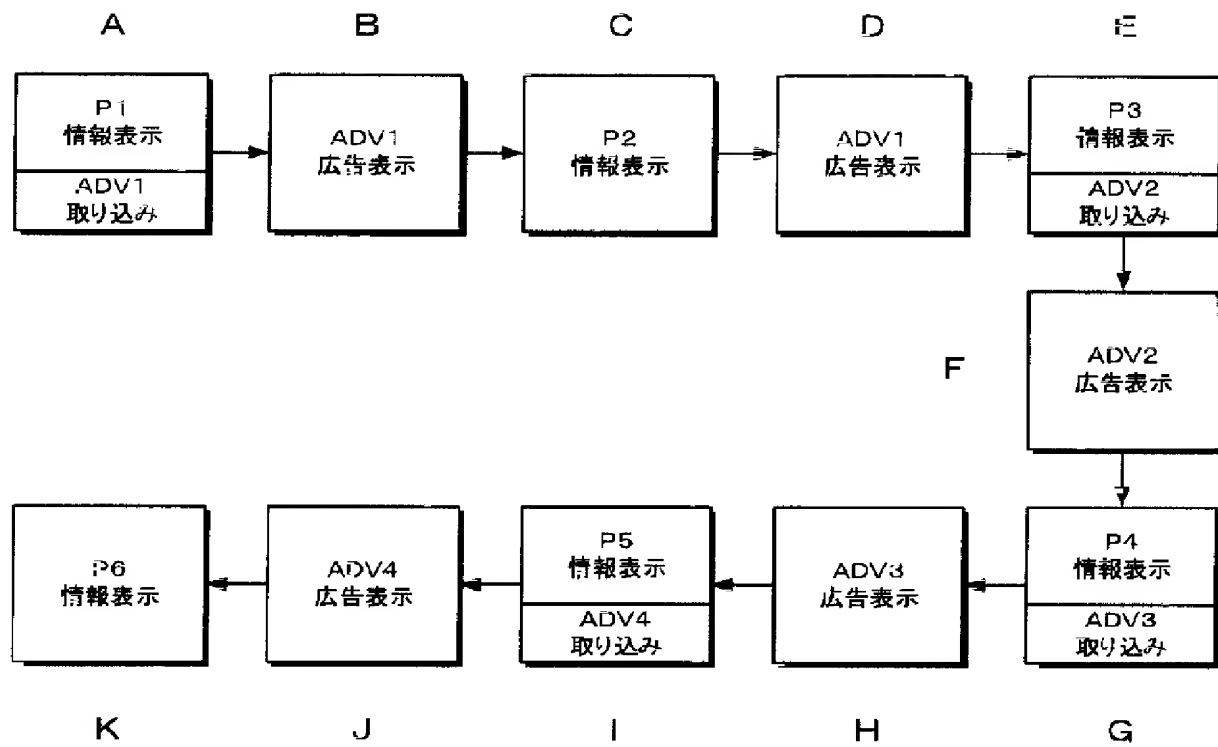 A
B
C
D
E
P1
情報表示
ADV1
取り込み
ADV1
広告表示
P2
情報表示
ADV1
広告表示
P3
情報表示
ADV2
取り込み
F
ADV2
広告表示
P4
情報表示
ADV3
取り込み
ADV3
広告表示
P5
情報表示
ADV4
取り込み
ADV4
広告表示
P6
情報表示
K
J
I
H
G